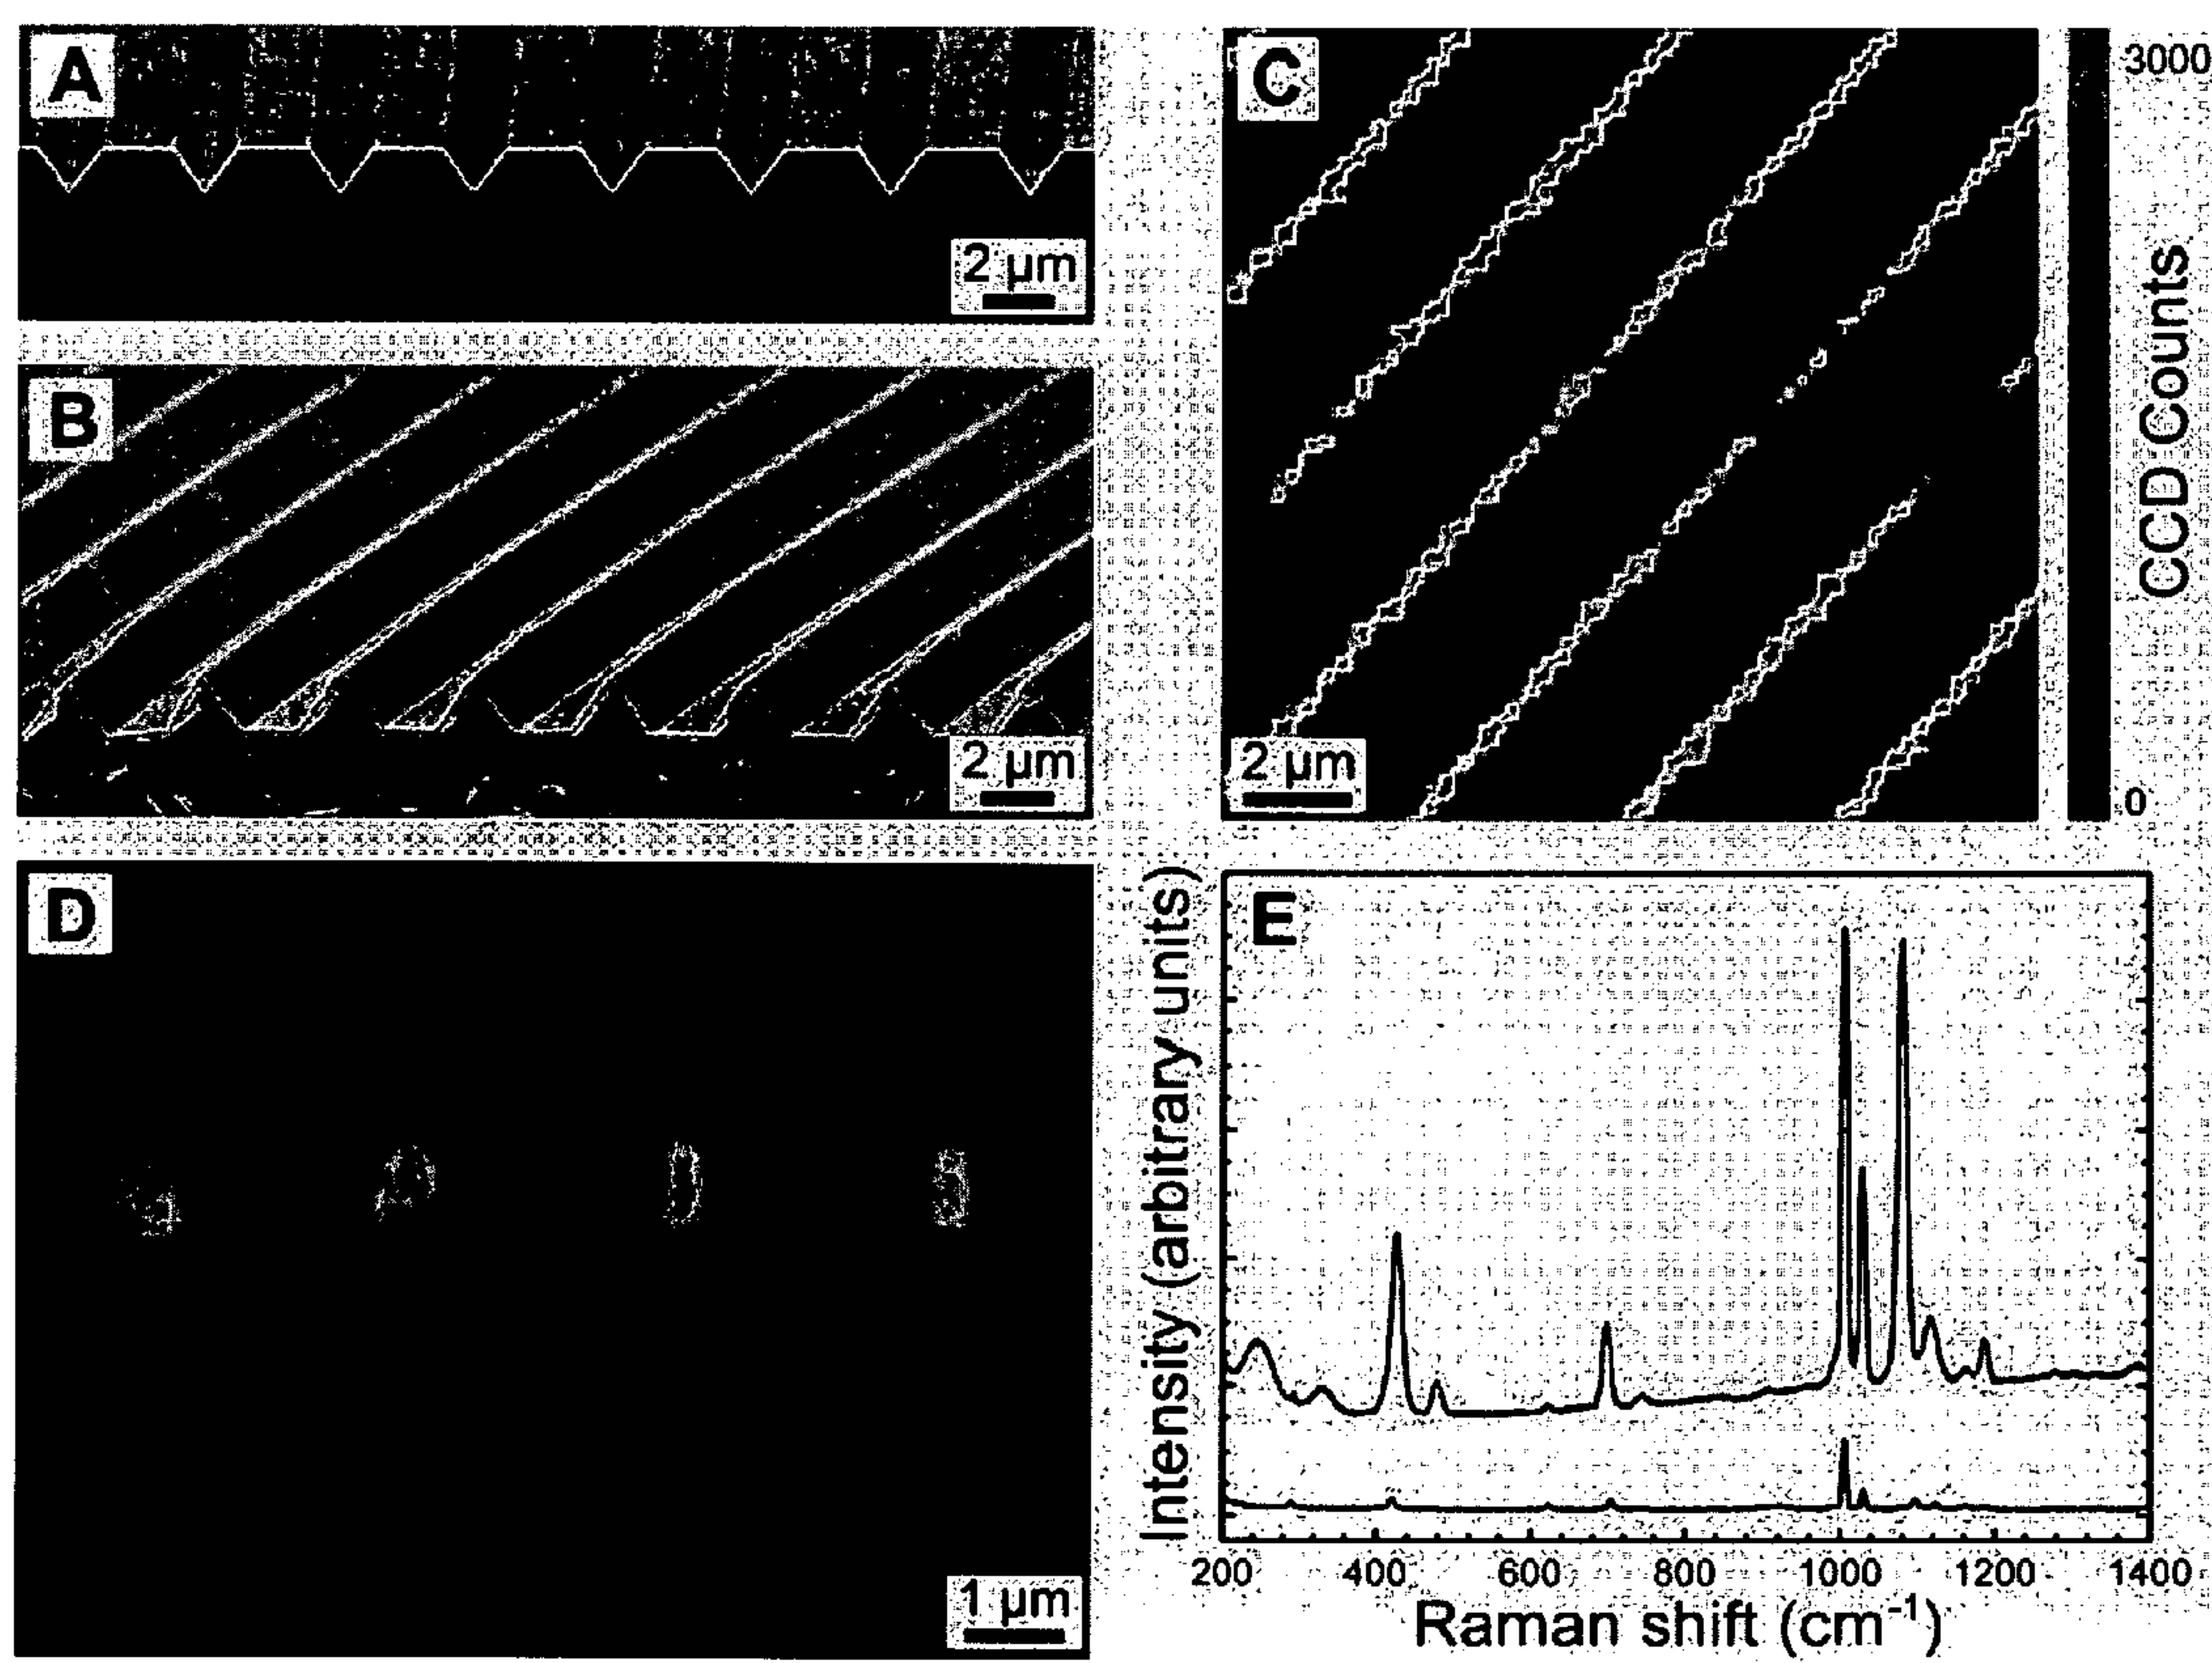 A
2 μm
B
2 μm
C
2 μm
3000
CCD Counts
0
D
1 μm
E
Intensity (arbitrary units)
200 400 600 800 1000 1200 1400
Raman shift (cm⁻¹)